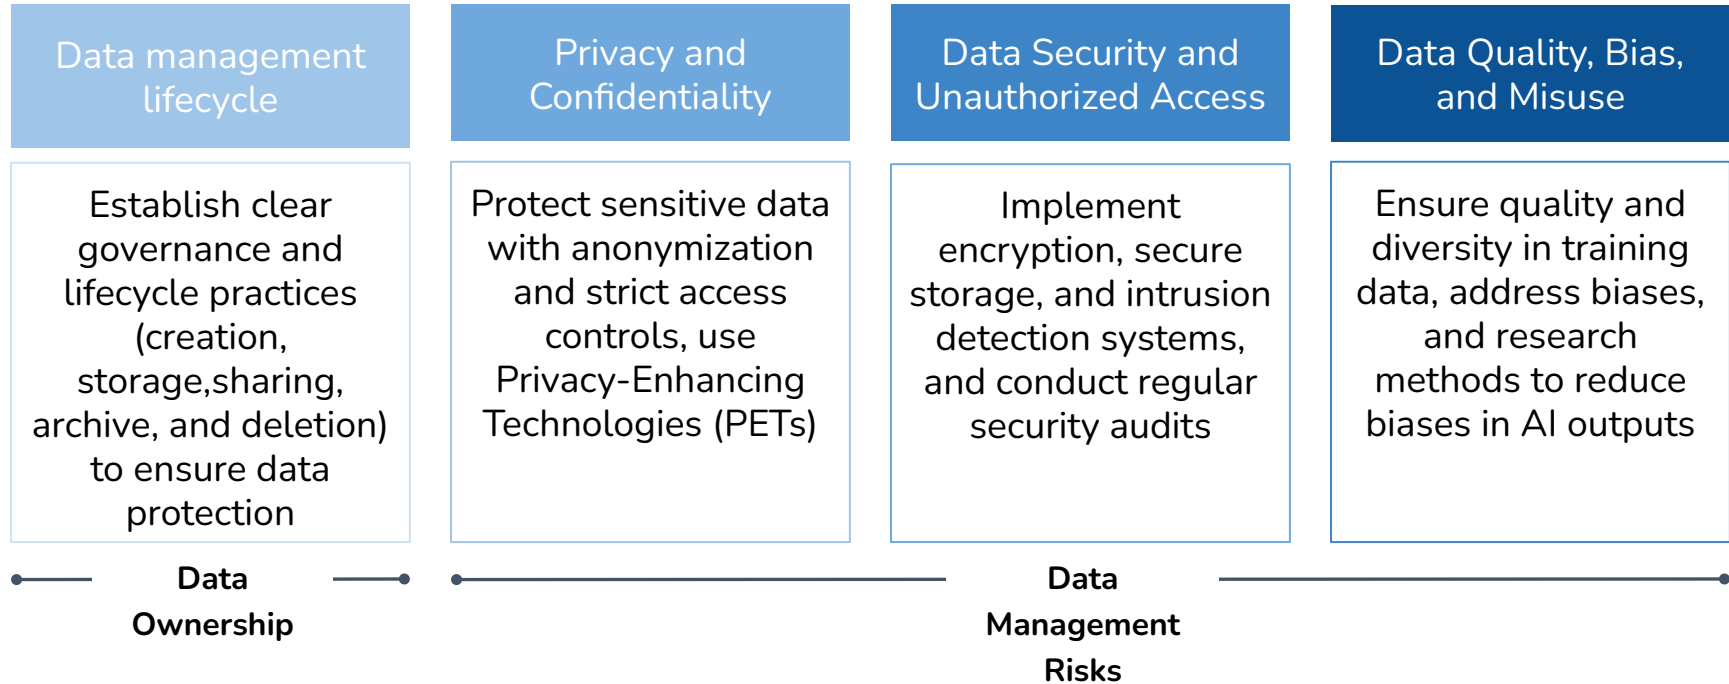 Data management
lifecycle
Establish clear
governance and
lifecycle practices
(creation,
storage,sharing,
archive, and deletion)
to ensure data
protection
Privacy and
Confidentiality
Protect sensitive data
with anonymization
and strict access
controls, use
Privacy-Enhancing
Technologies (PETs)
Data Security and
Unauthorized Access
Implement
encryption, secure
storage, and intrusion
detection systems,
and conduct regular
security audits
Data Quality, Bias,
and Misuse
Ensure quality and
diversity in training
data, address biases,
and research
methods to reduce
biases in AI outputs
Data
Ownership
Data
Management
Risks